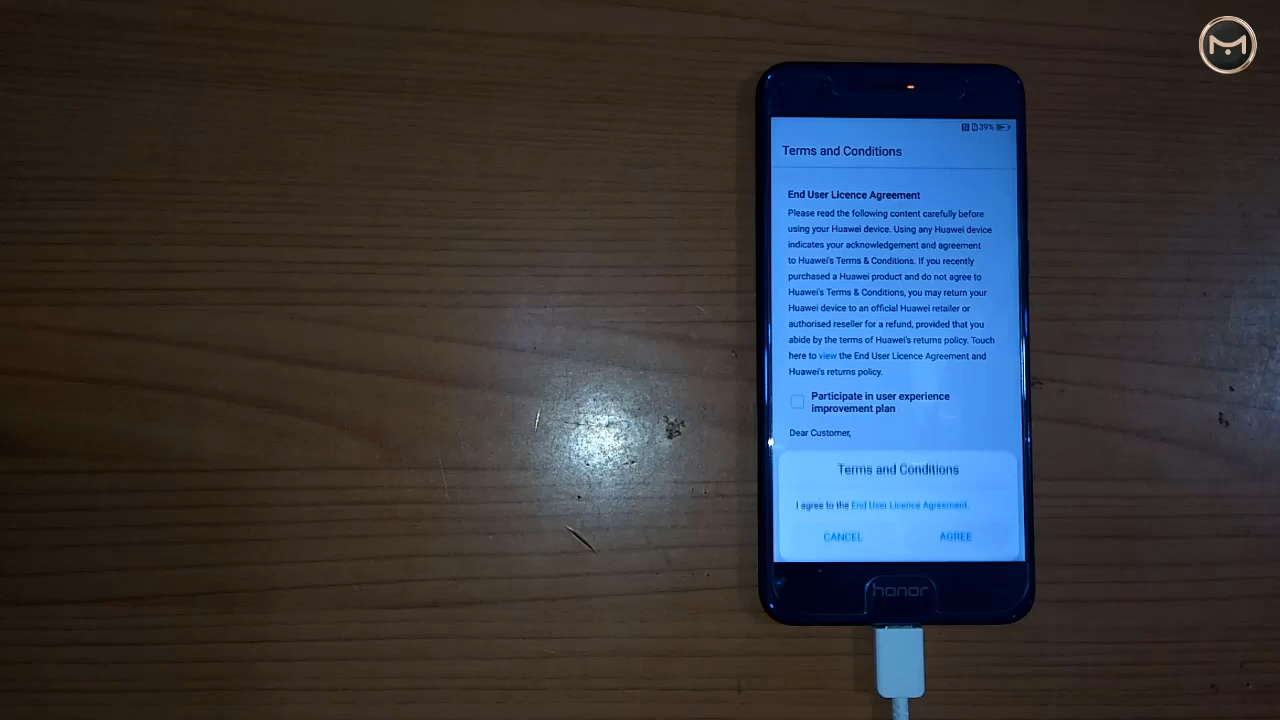 39%
Terms and Conditions
End User Licence Agreement
Please read the following content carefully before
using your Huawei device. Using any Huawei device
indicates your acknowledgement and agreement
to Huawei's Terms & Conditions. If you recently
purchased a Huawei product and do not agree to
Huawei's Terms & Conditions, you may return your
Huawei device to an official Huawei retailer or
authorised reseller for a refund, provided that you
abide by the terms of Huawei's returns policy. Touch
here to view the End User Licence Agreement and
Huawei's returns policy.
Participate in user experience
improvement plan
Dear Customer,
Terms and Conditions
I agree to the End User Licence Agreement.
CANCEL AGREE
honor